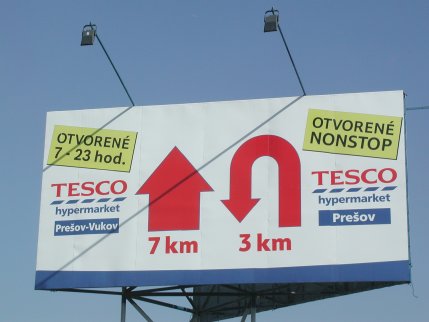 OTVORENÉ
7 - 23 hod.
TESCO
hypermarket
Prešov-Vukov
7 km
3 km
OTVORENÉ
NONSTOP
TESCO
hypermarket
Prešov